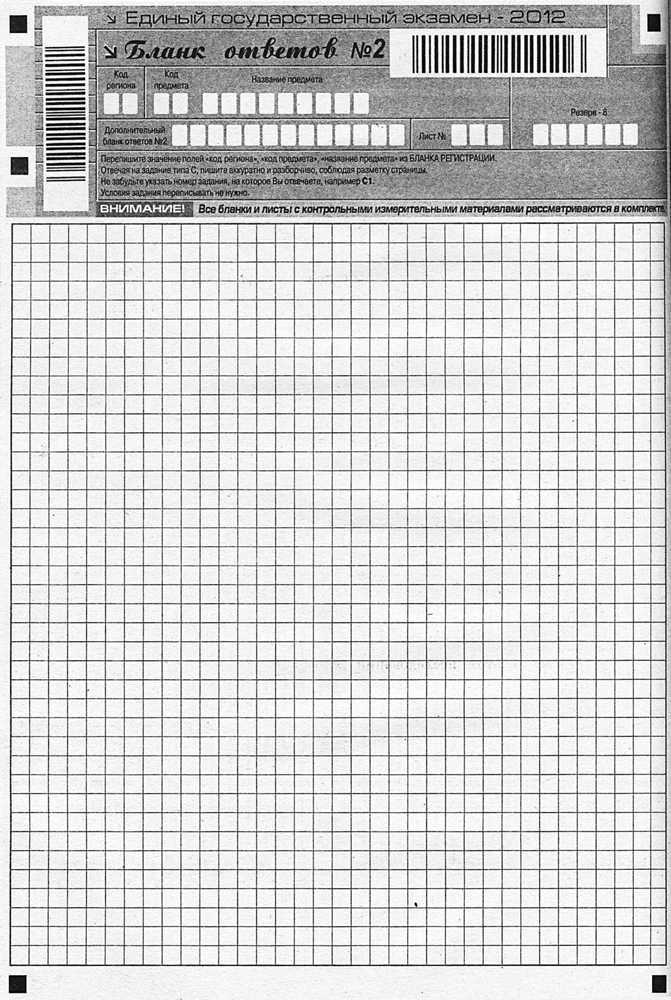 Единый государственный экзамен - 2012
Бланк ответов №2
Код региона
Код предмета
Название предмета
Резерв - 8
Дополнительный бланк ответов №2
Лист №
Перепишите значение полей «код региона», «код предмета», «название предмета» из БЛАНКА РЕГИСТРАЦИИ.
Отвечая на задание типа С, пишите аккуратно и разборчиво, соблюдая разметку страницы.
Не забудьте указать номер задания, на которое Вы отвечаете, например С1.
Условия задания переписывать не нужно.
ВНИМАНИЕ! Все бланки и листы с контрольными измерительными материалами рассматриваются в комплекте.